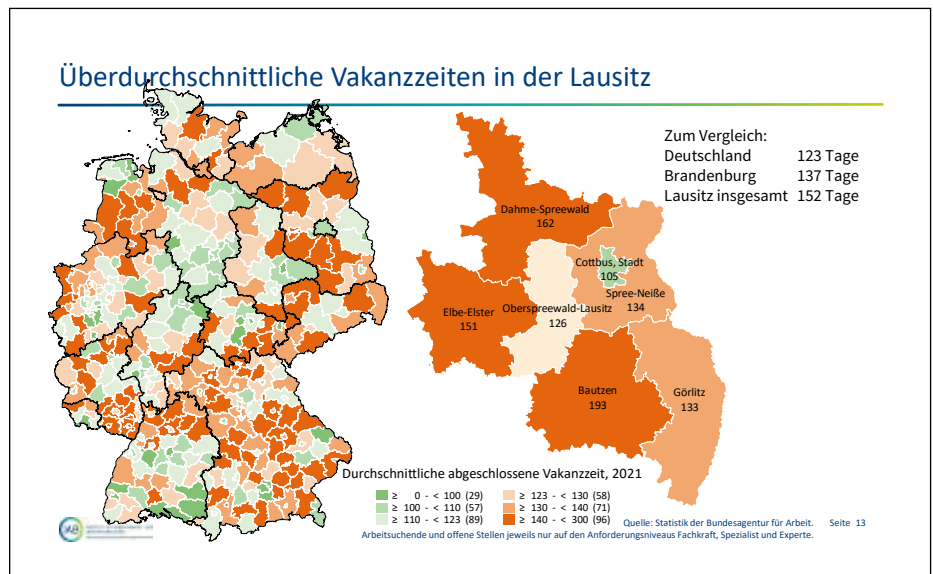 Überdurchschnittliche Vakanzzeiten in der Lausitz
Zum Vergleich:
Deutschland 123 Tage
Brandenburg 137 Tage
Lausitz insgesamt 152 Tage
Dahme-Spreewald
162
Cottbus, Stadt
105
Spree-Neiße
134
Elbe-Elster
151
Oberspreewald-Lausitz
126
Bautzen
193
Görlitz
133
Durchschnittliche abgeschlossene Vakanzzeit, 2021
≥ 0 - < 100 (29)
≥ 100 - < 110 (57)
≥ 110 - < 123 (89)
≥ 123 - < 130 (58)
≥ 130 - < 140 (71)
≥ 140 - < 300 (96)
Quelle: Statistik der Bundesagentur für Arbeit. Seite 13
Arbeitsuchende und offene Stellen jeweils nur auf den Anforderungsniveaus Fachkraft, Spezialist und Experte.
IAB